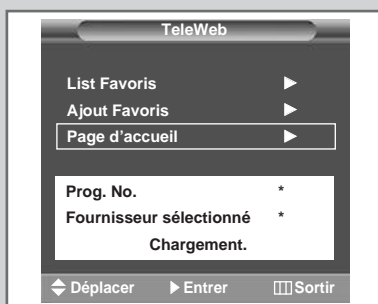 TeleWeb
List Favoris
Ajout Favoris
Page d'accueil
Prog. No. *
Fournisseur sélectionné *
Chargement.
Déplacer Entrer Sortir